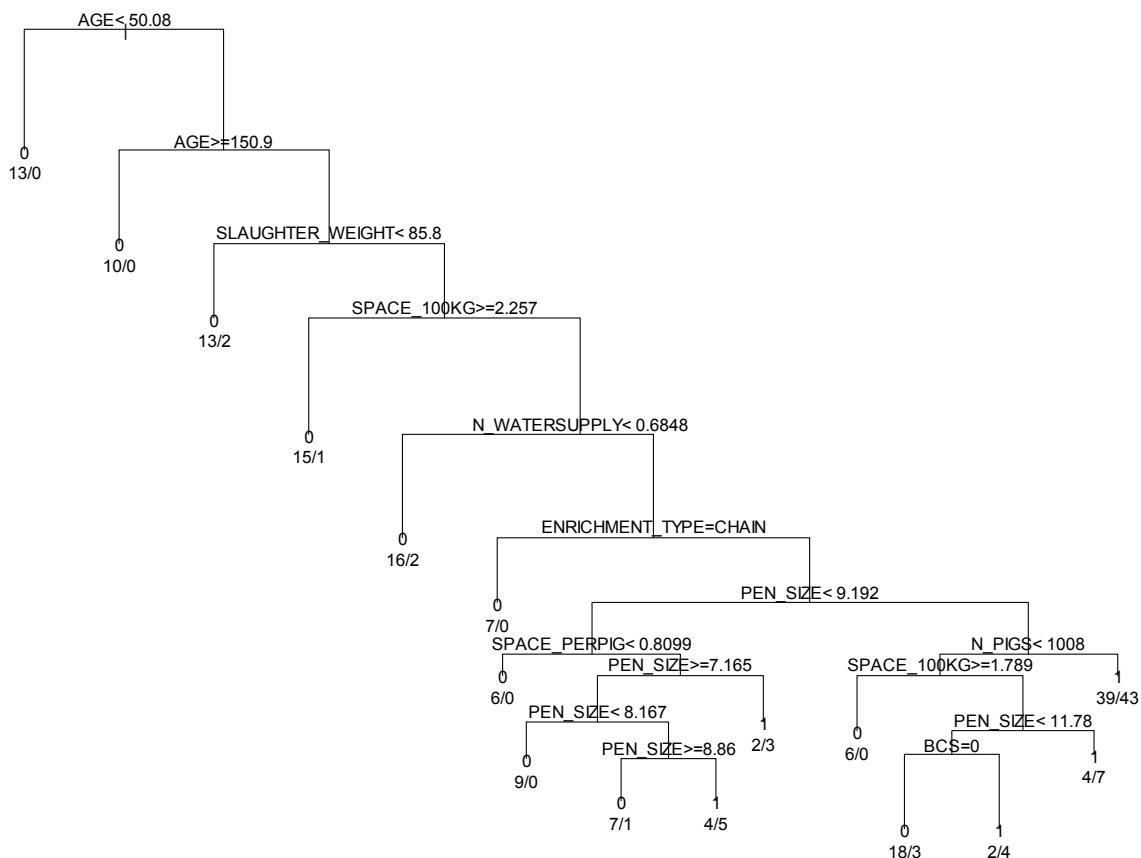 AGE< 50.08
0
13/0
AGE>=150.9
0
10/0
SLAUGHTER_WEIGHT< 85.8
0
13/2
SPACE_100KG>=2.257
0
15/1
N_WATERSUPPLY< 0.6848
0
16/2
ENRICHMENT_TYPE=CHAIN
0
7/0
PEN_SIZE< 9.192
SPACE_PERPIG< 0.8099
0
6/0
PEN_SIZE>=7.165
PEN_SIZE< 8.167
0
9/0
PEN_SIZE>=8.86
0
7/1
1
4/5
1
2/3
N_PIGS< 1008
SPACE_100KG>=1.789
0
6/0
PEN_SIZE< 11.78
BCS=0
0
18/3
1
2/4
1
4/7
1
39/43